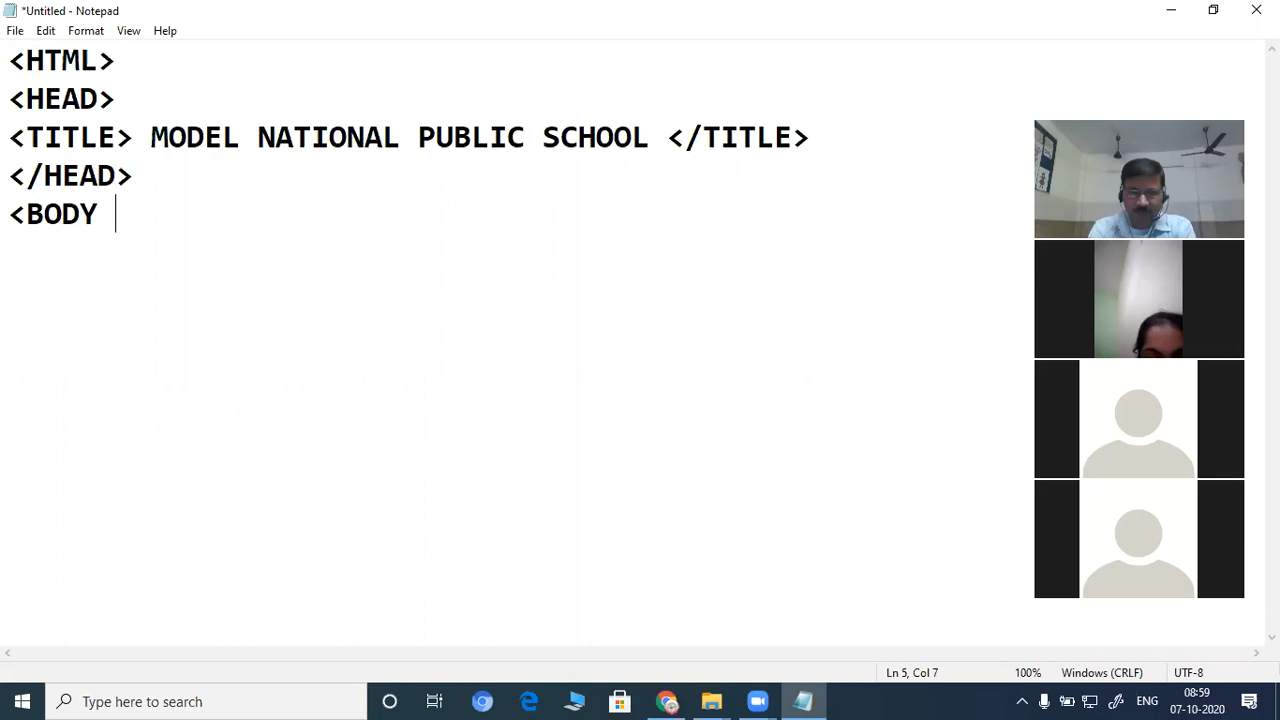 *Untitled - Notepad
File Edit Format View Help
<HTML>
<HEAD>
<TITLE> MODEL NATIONAL PUBLIC SCHOOL </TITLE>
</HEAD>
<BODY
Ln 5, Col 7 100% Windows (CRLF) UTF-8
Type here to search
ENG
08:59
07-10-2020